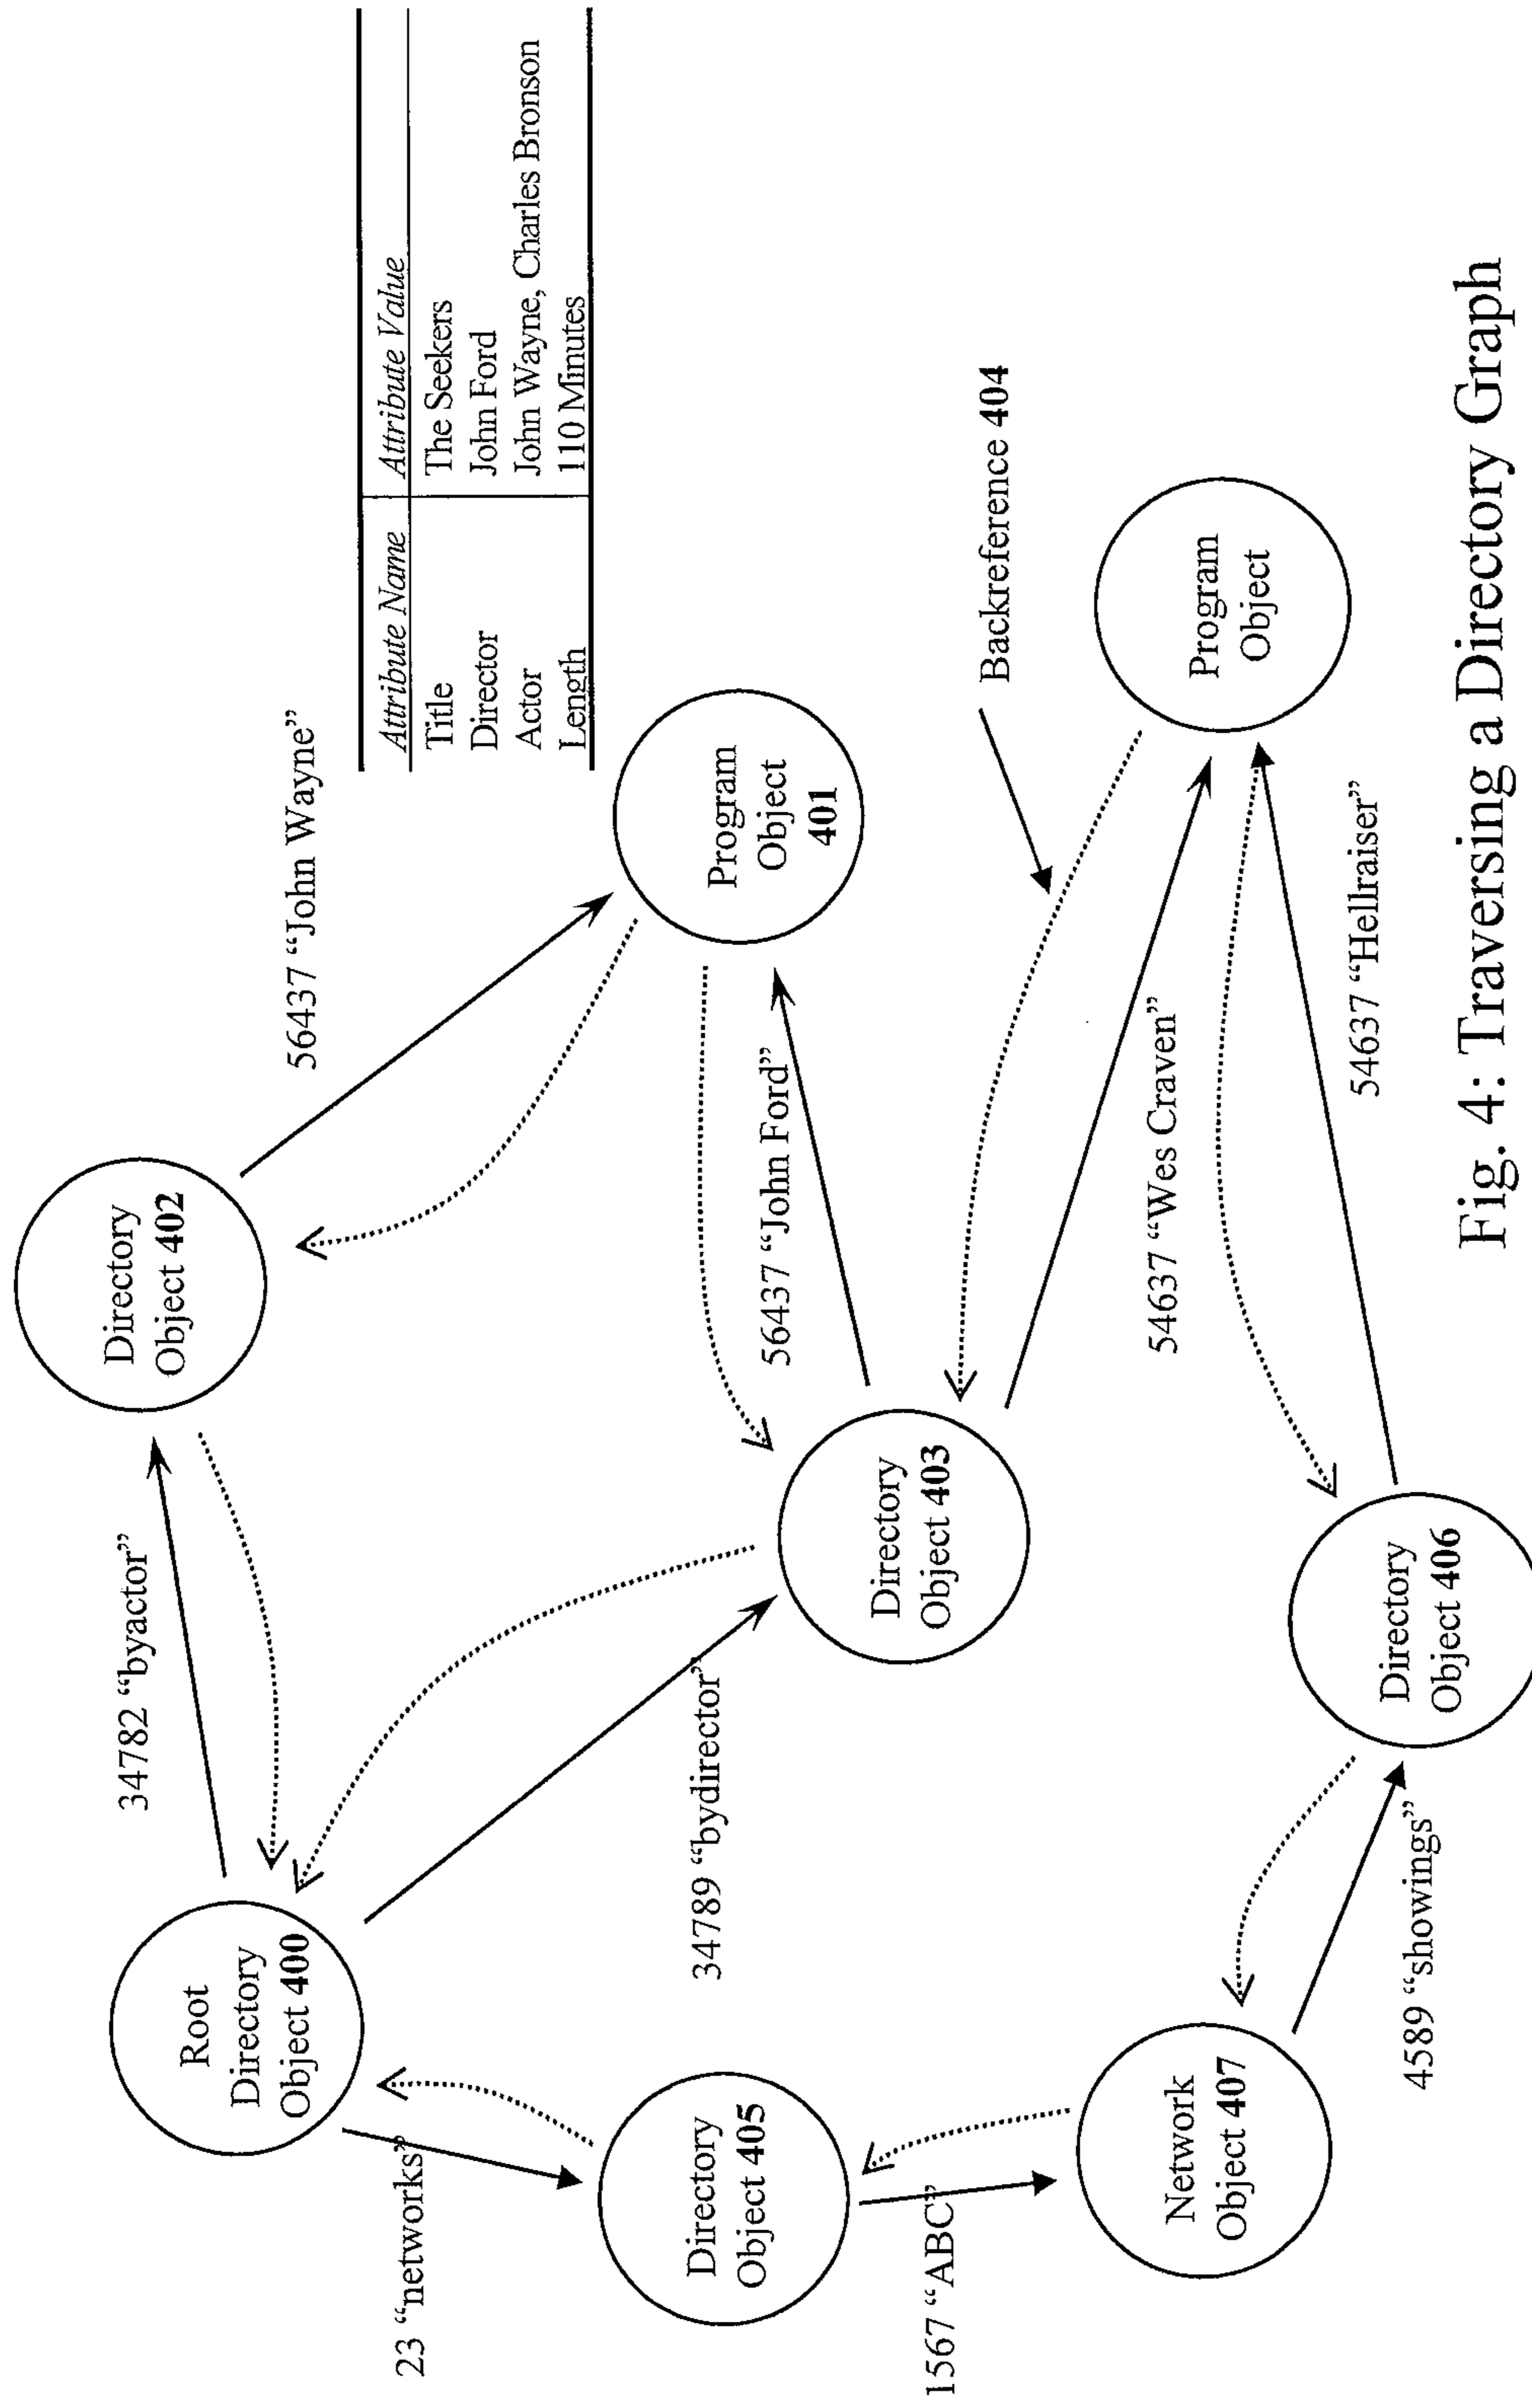 34782 “byactor”
56437 “John Wayne”
Root
Directory
Object 400
Directory
Object 402
Attribute Name Attribute Value
Title The Seekers
Director John Ford
Actor John Wayne, Charles Bronson
Length 110 Minutes
23 “networks”
34789 “bydirector”
56437 “John Ford”
Program
Object
401
Directory
Object 405
Directory
Object 403
Backreference 404
1567 “ABC”
54637 “Wes Craven”
Program
Object
Network
Object 407
Directory
Object 406
54637 “Hellraiser”
4589 “showings”
Fig. 4: Traversing a Directory Graph